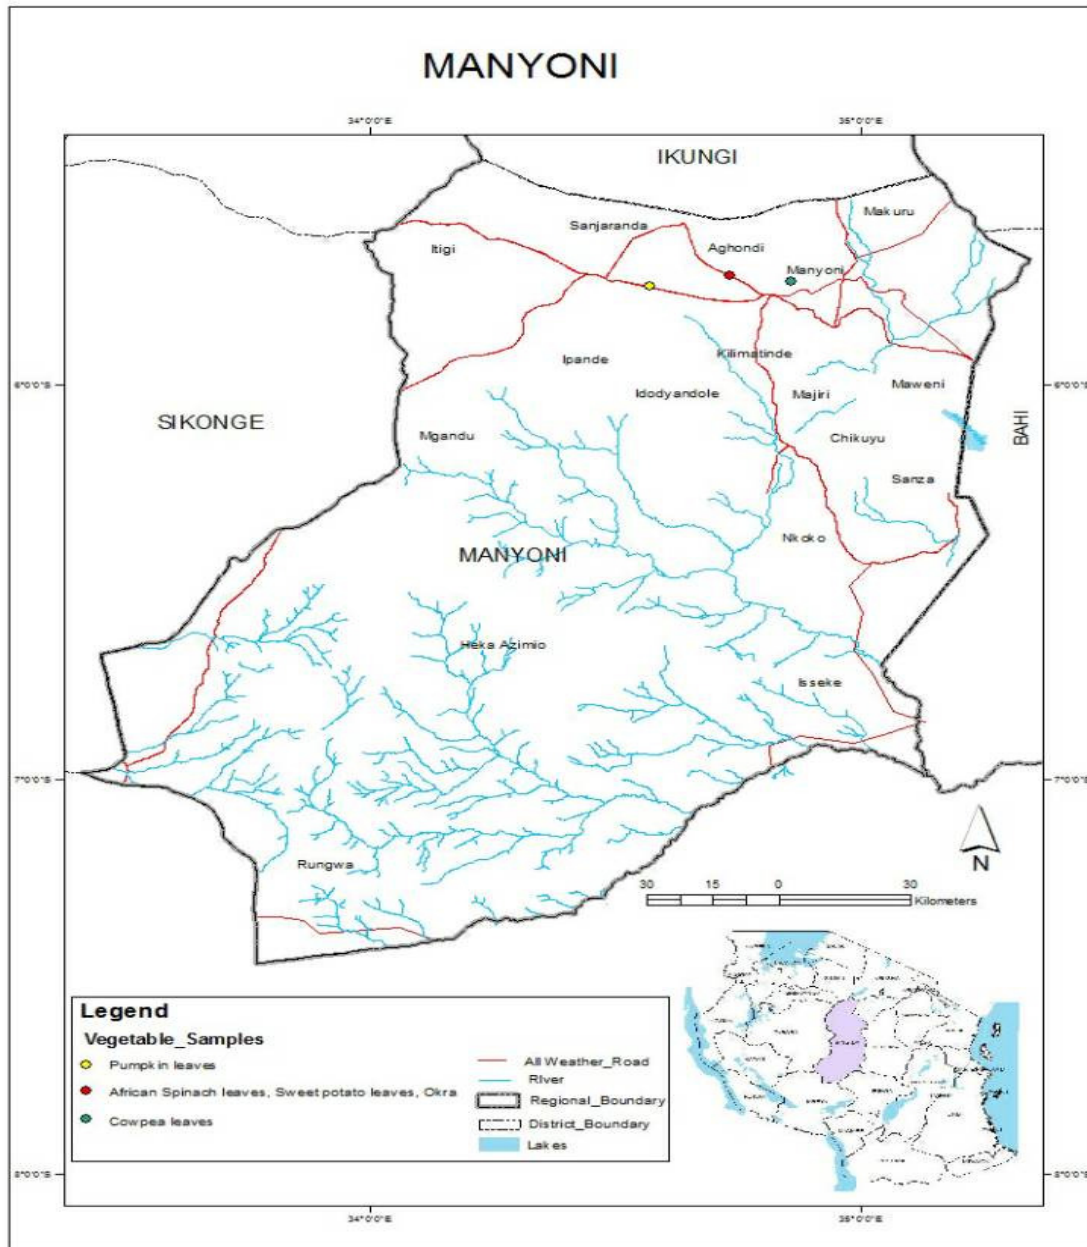 MANYONI
34°0'0"E
35°0'0"E
IKUNGI
Makuru
Sanjaranda
Itigi
Aghondi
Manyoni
Ipande
Kilimatinde
6°0'0"S
6°0'0"S
Maweni
Idodyandole
Majiri
SIKONGE
BAHI
Mgandu
Chikuyu
Sanza
Nkoko
MANYONI
Heka Azimio
Isseke
7°0'0"S
7°0'0"S
Rungwa
N
30 15 0 30
Kilometers
Legend
Vegetable_Samples
Pumpkin leaves
African Spinach leaves, Sweet potato leaves, Okra
Cowpea leaves
All Weather_Road
River
Regional_Boundary
District_Boundary
Lakes
8°0'0"S
8°0'0"S
34°0'0"E
35°0'0"E